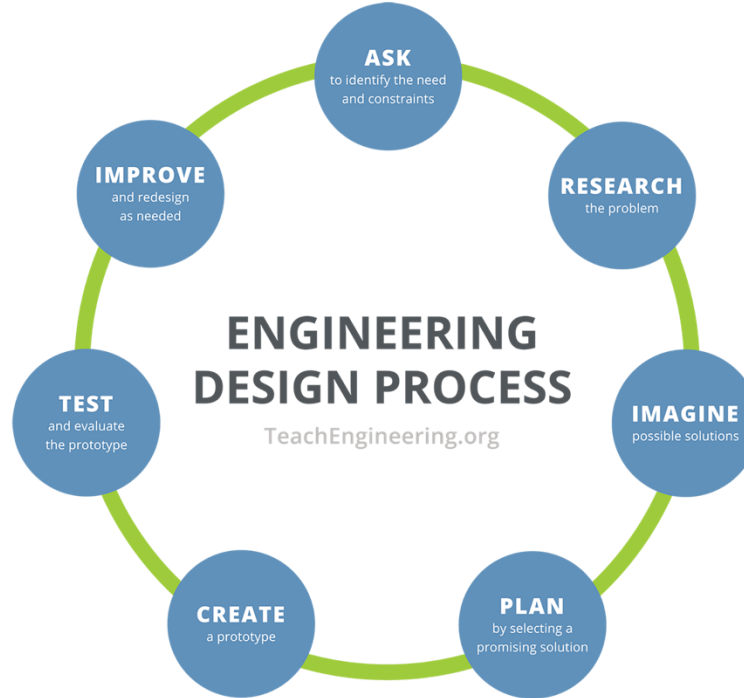 ASK
to identify the need
and constraints
RESEARCH
the problem
IMAGINE
possible solutions
PLAN
by selecting a
promising solution
CREATE
a prototype
TEST
and evaluate
the prototype
IMPROVE
and redesign
as needed
ENGINEERING
DESIGN PROCESS
TeachEngineering.org